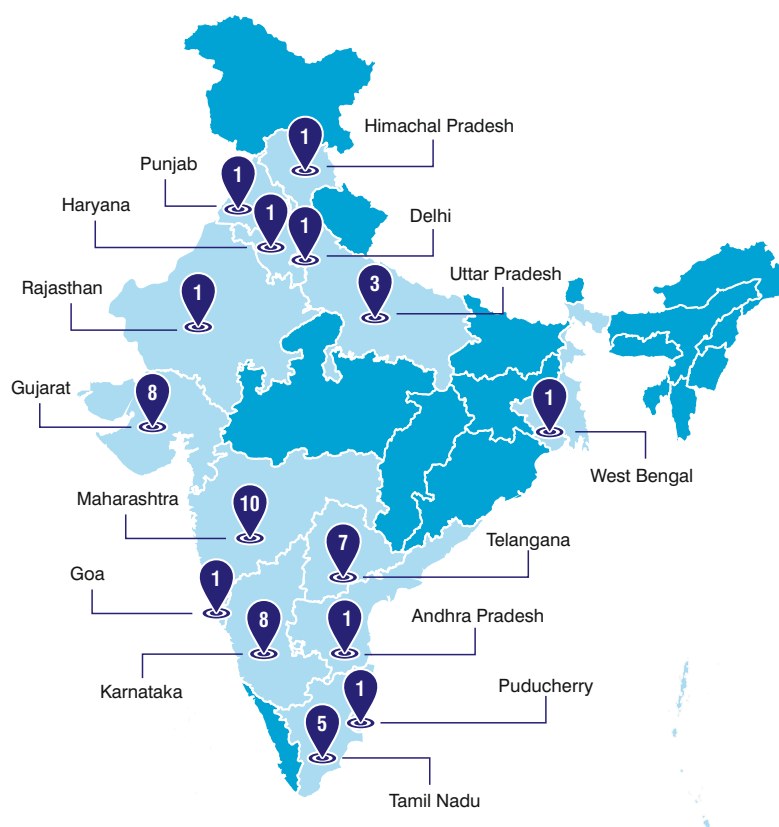 1
Himachal Pradesh
Punjab
1
Haryana
1
1
Delhi
Rajasthan
1
3
Uttar Pradesh
Gujarat
8
1
West Bengal
Maharashtra
10
7
Telangana
Goa
1
8
1
Andhra Pradesh
Karnataka
1
Puducherry
5
Tamil Nadu